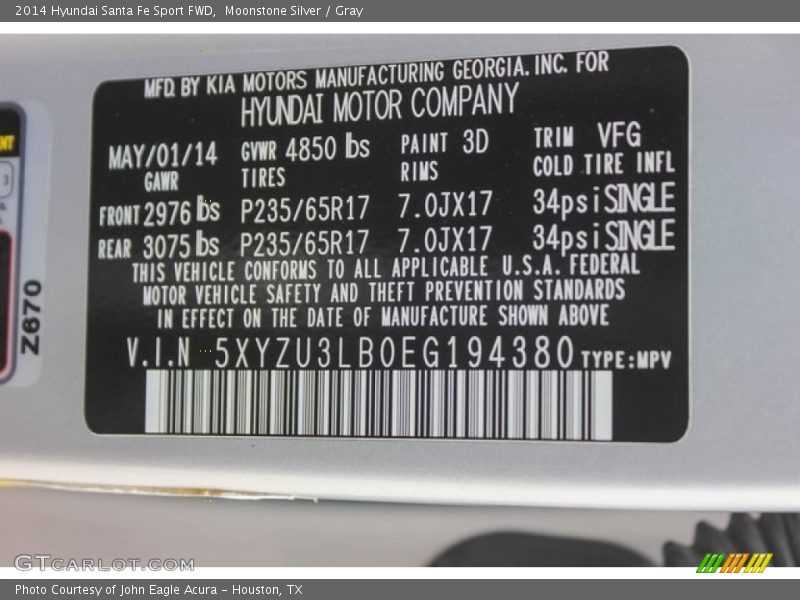 2014 Hyundai Santa Fe Sport FWD,  Moonstone Silver / Gray
MFD. BY KIA MOTORS MANUFACTURING GEORGIA. INC. FOR
HYUNDAI MOTOR COMPANY
MAY/01/14 GVWR 4850 lbs PAINT 3D TRIM VFG
GAWR TIRES RIMS COLD TIRE INFL
FRONT 2976 lbs P235/65R17 7.0JX17 34psi SINGLE
REAR 3075 lbs P235/65R17 7.0JX17 34psi SINGLE
THIS VEHICLE CONFORMS TO ALL APPLICABLE U.S.A. FEDERAL
MOTOR VEHICLE SAFETY AND THEFT PREVENTION STANDARDS
IN EFFECT ON THE DATE OF MANUFACTURE SHOWN ABOVE
V.I.N 5XYZU3LB0EG194380 TYPE:MPV
Z670
GTcarlot.com
Photo Courtesy of John Eagle Acura – Houston, TX